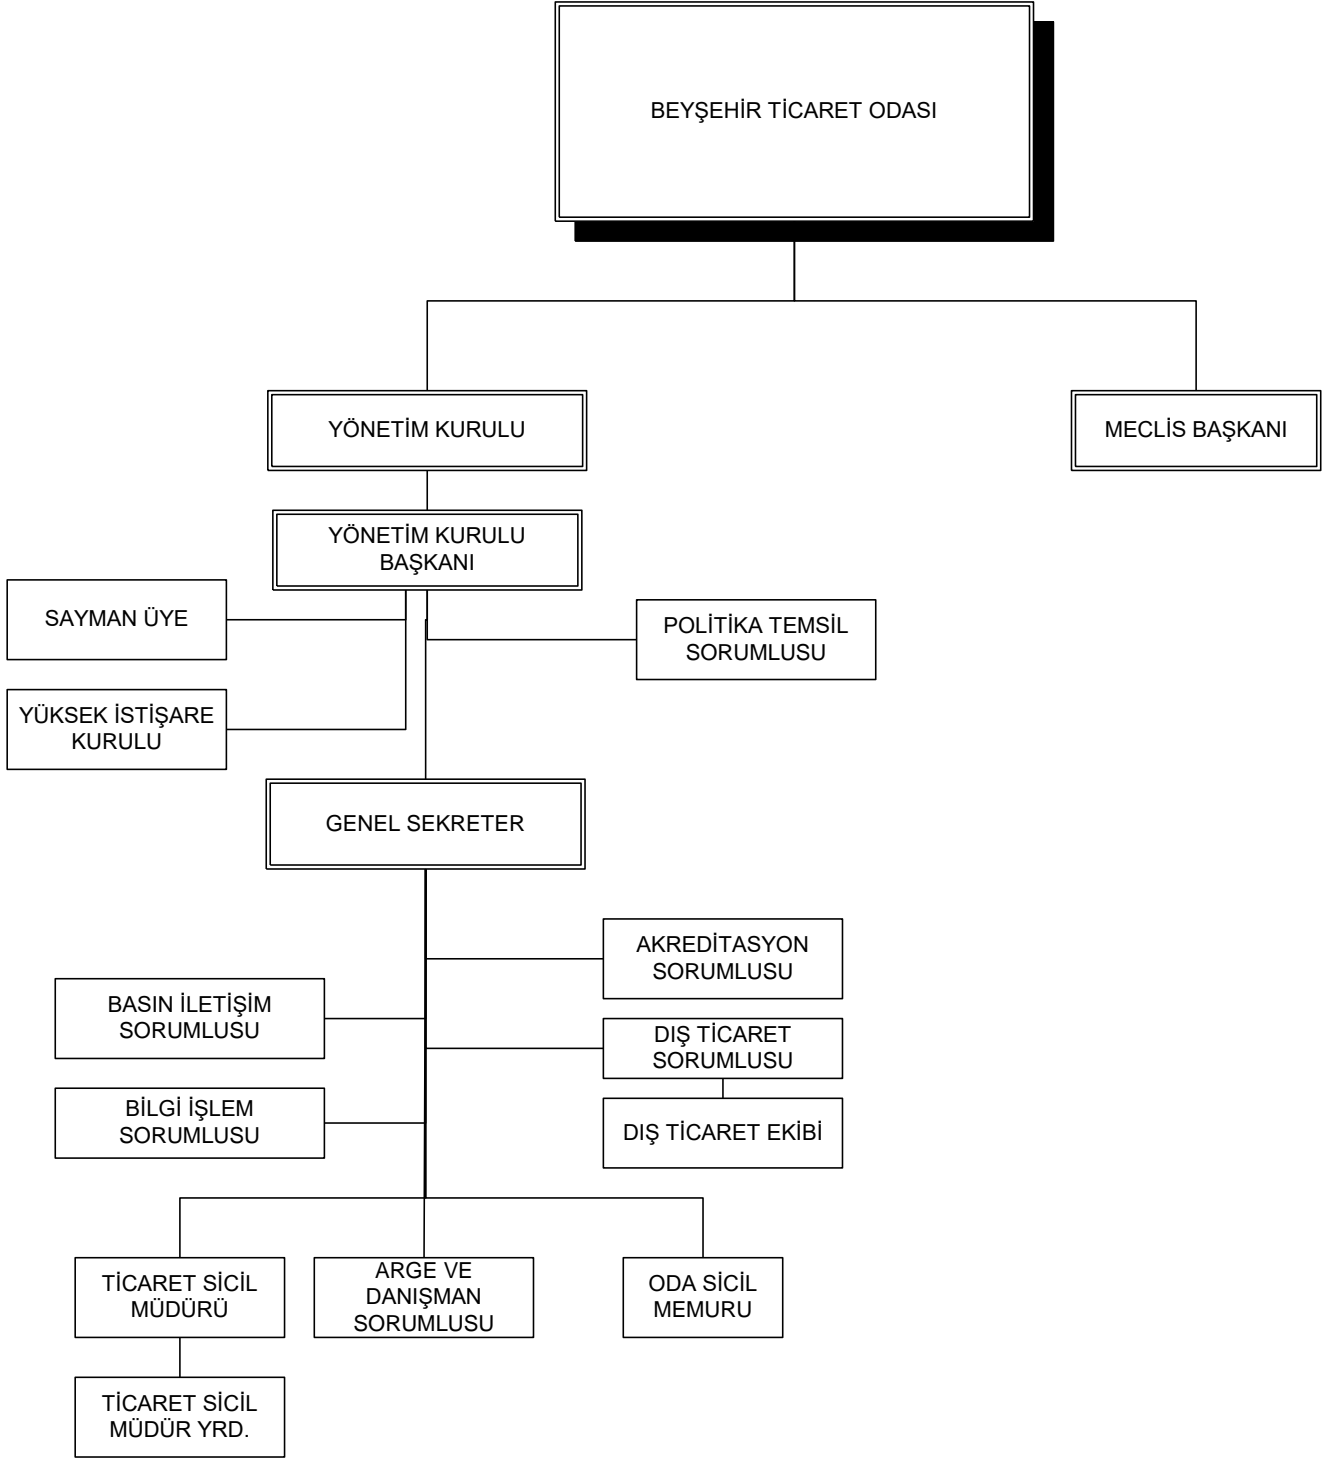 BEYŞEHİR TİCARET ODASI
YÖNETİM KURULU
MECLİS BAŞKANI
YÖNETİM KURULU
BAŞKANI
SAYMAN ÜYE
POLİTİKA TEMSİL
SORUMLUSU
YÜKSEK İSTİŞARE
KURULU
GENEL SEKRETER
AKREDİTASYON
SORUMLUSU
BASIN İLETİŞİM
SORUMLUSU
DIŞ TİCARET
SORUMLUSU
BİLGİ İŞLEM
SORUMLUSU
DIŞ TİCARET EKİBİ
TİCARET SİCİL
MÜDÜRÜ
ARGE VE
DANIŞMAN
SORUMLUSU
ODA SİCİL
MEMURU
TİCARET SİCİL
MÜDÜR YRD.